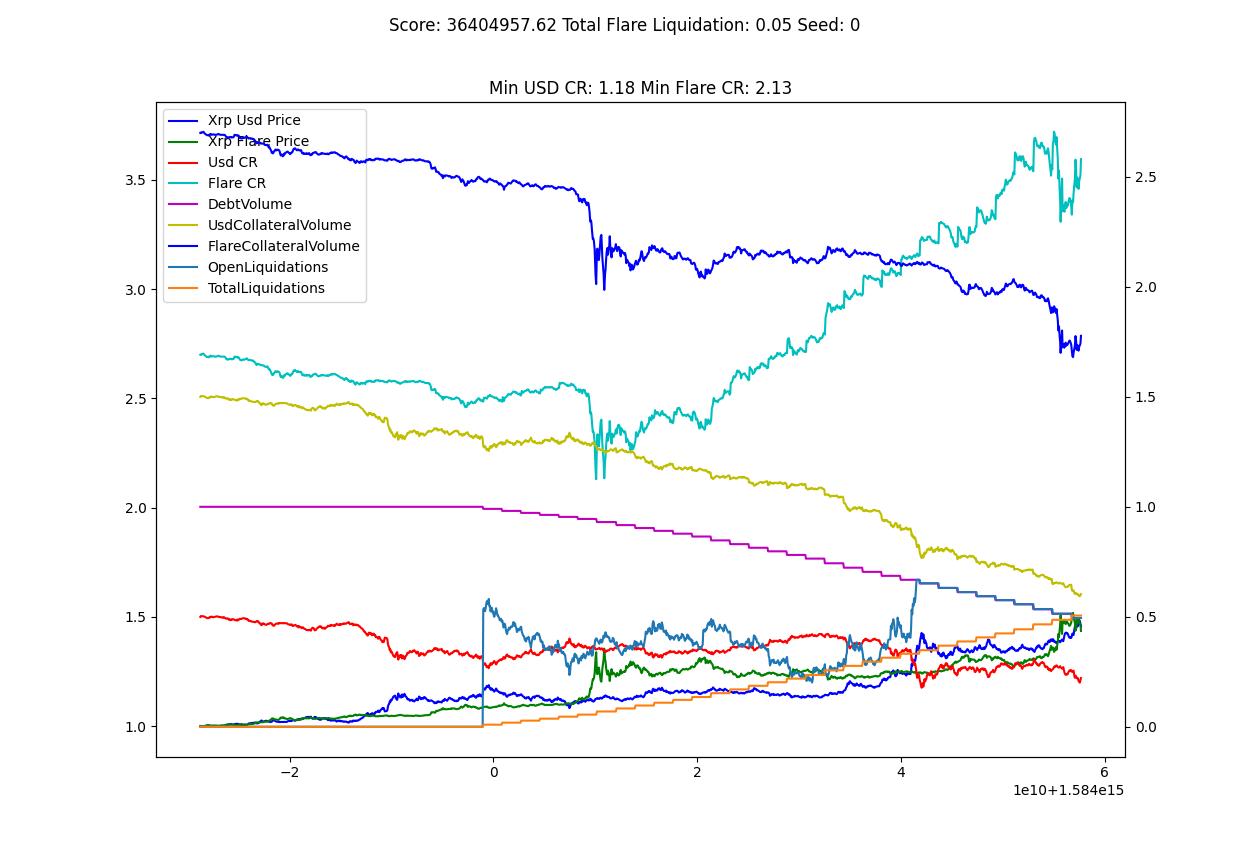 Score: 36404957.62 Total Flare Liquidation: 0.05 Seed: 0
Min USD CR: 1.18 Min Flare CR: 2.13
Xrp Usd Price
Xrp Flare Price
Usd CR
Flare CR
DebtVolume
UsdCollateralVolume
FlareCollateralVolume
OpenLiquidations
TotalLiquidations
3.5
3.0
2.5
2.0
1.5
1.0
2.5
2.0
1.5
1.0
0.5
0.0
−2
0
2
4
6
1e10+1.584e15